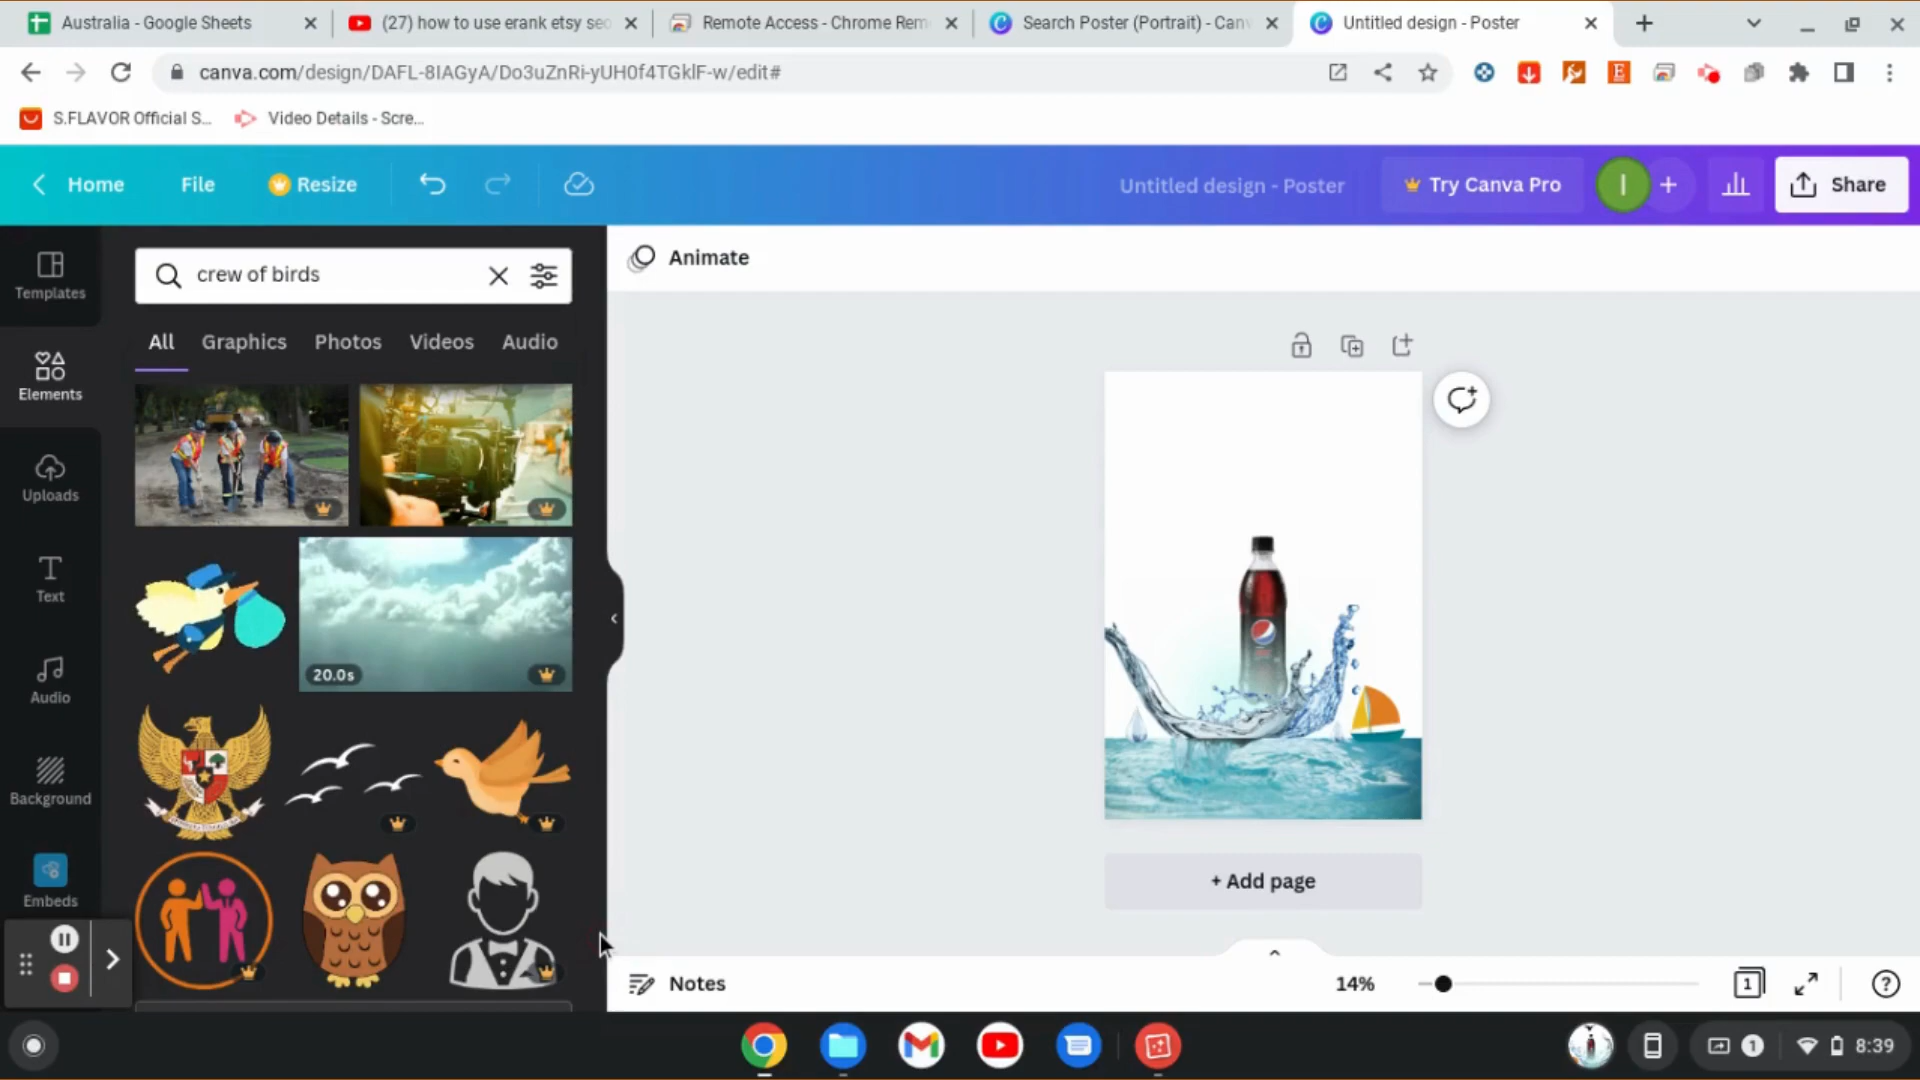 Australia - Google Sheets
(27) how to use erank etsy seo
Remote Access - Chrome Rem
Search Poster (Portrait) - Canv
Untitled design - Poster
canva.com/design/DAFL-8IAGyA/Do3uZnRi-yUH0f4TGklF-w/edit#
S.FLAVOR Official S...
Video Details - Scre...
Home
File
Resize
Untitled design - Poster
Try Canva Pro
I
Share
Templates
Elements
Uploads
Text
Audio
Background
Embeds
crew of birds
All
Graphics
Photos
Videos
Audio
20.0s
Animate
+ Add page
Notes
14%
1
?
1
8:39